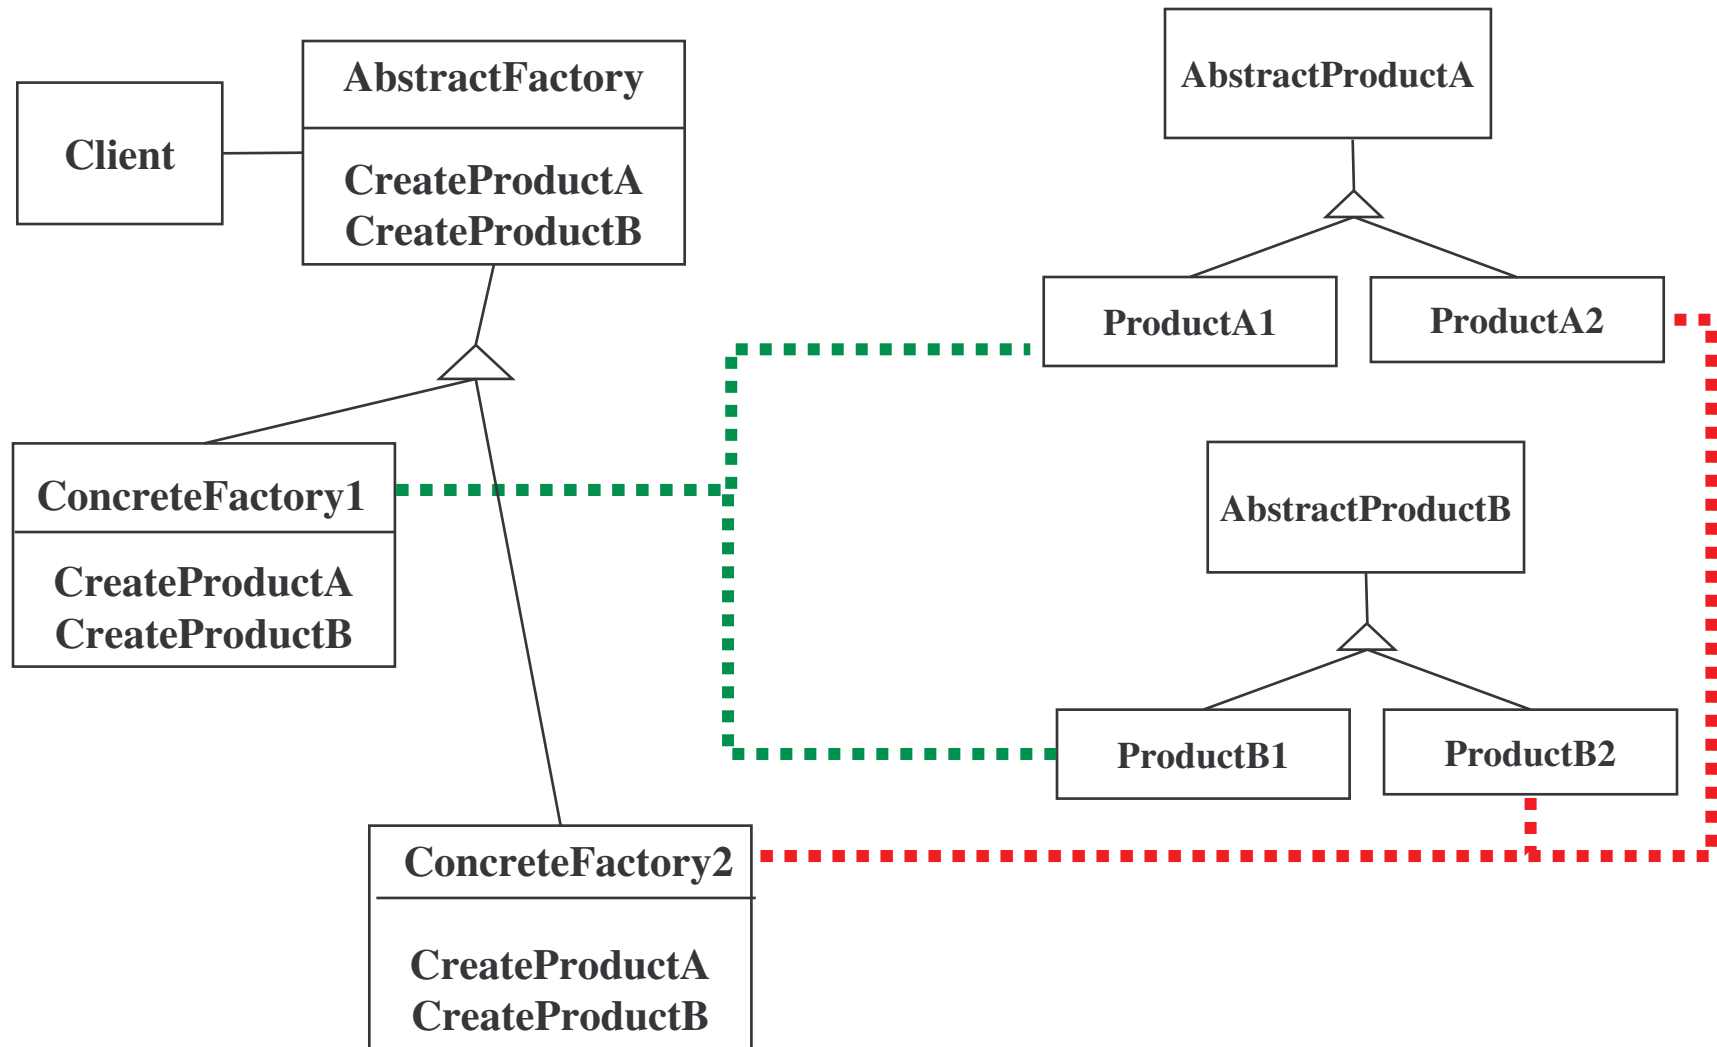 AbstractFactory
CreateProductA
CreateProductB
Client
AbstractProductA
ProductA1
ProductA2
ConcreteFactory1
CreateProductA
CreateProductB
AbstractProductB
ProductB1
ProductB2
ConcreteFactory2
CreateProductA
CreateProductB